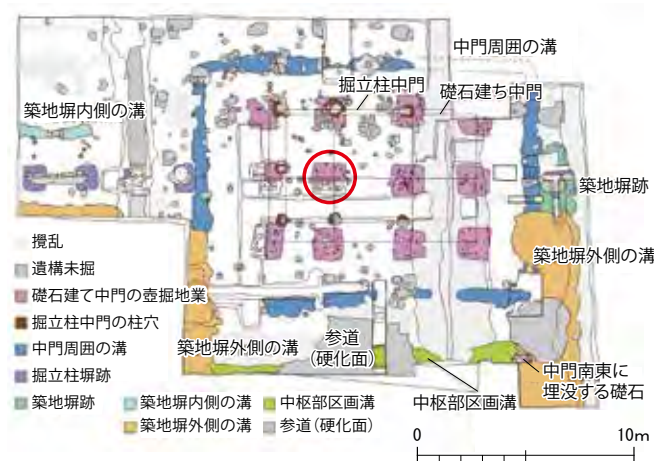 中門周囲の溝
掘立柱中門
礎石建ち中門
築地塀内側の溝
築地塀跡
築地塀外側の溝
攪乱
遺構未掘
礎石建て中門の壺掘地業
掘立柱中門の柱穴
中門周囲の溝
掘立柱塀跡
築地塀跡
築地塀内側の溝
築地塀外側の溝
中枢部区画溝
参道(硬化面)
築地塀外側の溝
参道
(硬化面)
中枢部区画溝
中門南東に
埋没する礎石
0
10m